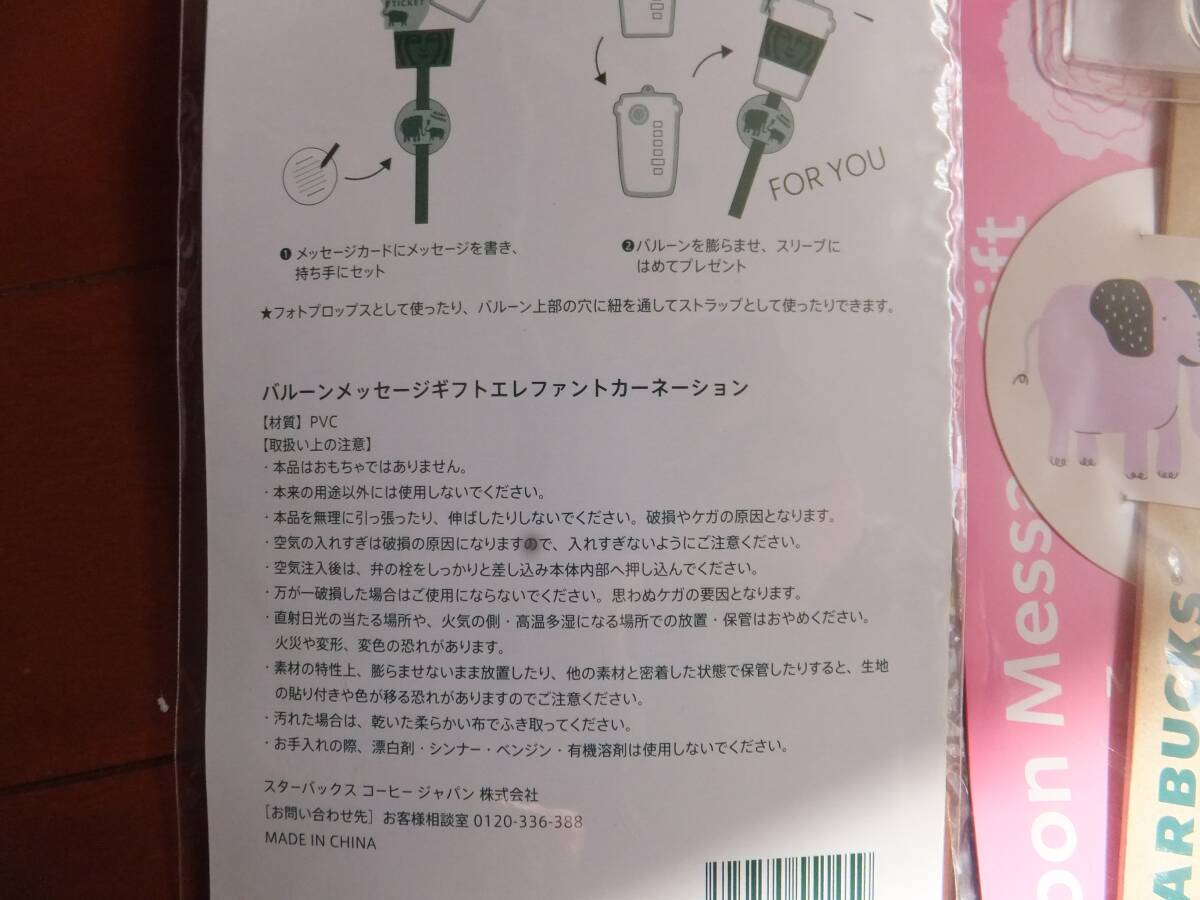 TICKET
FOR YOU
❶メッセージカードにメッセージを書き、
持ち手にセット
❷バルーンを膨らませ、スリーブに
はめてプレゼント
★フォトプロップスとして使ったり、バルーン上部の穴に紐を通してストラップとして使ったりできます。
バルーンメッセージギフトエレファントカーネーション
【材質】PVC
【取扱い上の注意】
・本品はおもちゃではありません。
・本来の用途以外には使用しないでください。
・本品を無理に引っ張ったり、伸ばしたりしないでください。破損やケガの原因となります。
・空気の入れすぎは破損の原因になりますので、入れすぎないようにご注意ください。
・空気注入後は、弁の栓をしっかりと差し込み本体内部へ押し込んでください。
・万が一破損した場合はご使用にならないでください。思わぬケガの要因となります。
・直射日光の当たる場所や、火気の側・高温多湿になる場所での放置・保管はおやめください。
火災や変形、変色の恐れがあります。
・素材の特性上、膨らませないまま放置したり、他の素材と密着した状態で保管したりすると、生地
の貼り付きや色が移る恐れがありますのでご注意ください。
・汚れた場合は、乾いた柔らかい布でふき取ってください。
・お手入れの際、漂白剤・シンナー・ベンジン・有機溶剤は使用しないでください。
スターバックス コーヒー ジャパン 株式会社
［お問い合わせ先］お客様相談室 0120-336-388
MADE IN CHINA
oon Messa
ift
ARBUCKS®